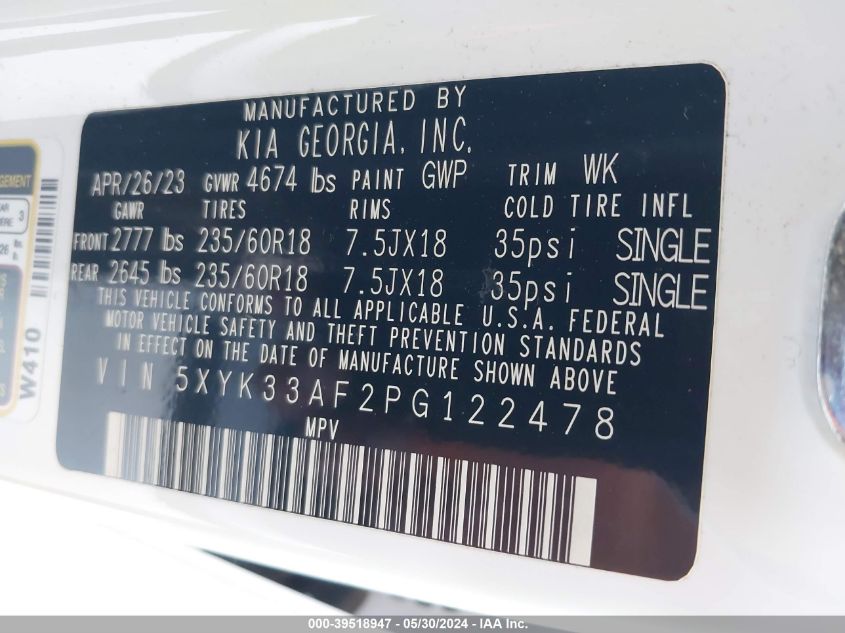 MANUFACTURED BY
KIA GEORGIA, INC.
APR/26/23 GVWR 4674 lbs PAINT GWP TRIM WK
GAWR TIRES RIMS COLD TIRE INFL
FRONT 2777 lbs 235/60R18 7.5JX18 35psi SINGLE
REAR 2645 lbs 235/60R18 7.5JX18 35psi SINGLE
THIS VEHICLE CONFORMS TO ALL APPLICABLE U.S.A. FEDERAL
MOTOR VEHICLE SAFETY AND THEFT PREVENTION STANDARDS
IN EFFECT ON THE DATE OF MANUFACTURE SHOWN ABOVE
VIN 5XYK33AF2PG122478
MPV
GEMENT
3
26
W410
000-39518947 - 05/30/2024 - IAA Inc.